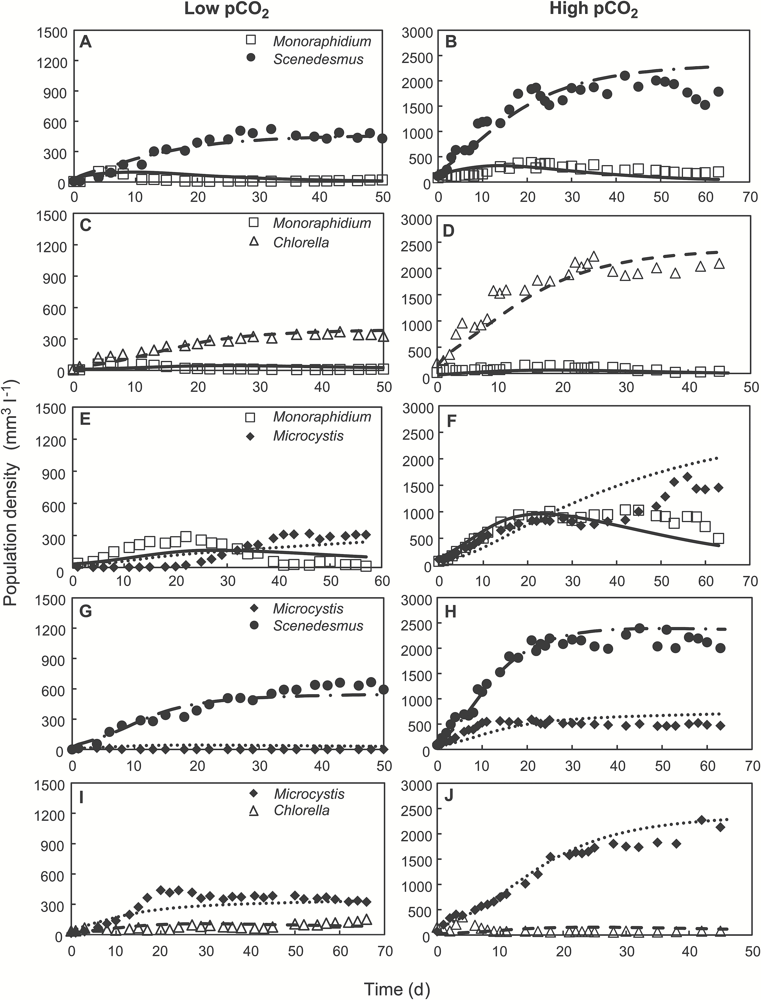 Low pCO2 High pCO2
A
Monoraphidium
Scenedesmus
1500
1200
900
600
300
0
0 10 20 30 40 50
B
3000
2500
2000
1500
1000
500
0
0 10 20 30 40 50 60 70
C
Monoraphidium
Chlorella
1500
1200
900
600
300
0
0 10 20 30 40 50
D
3000
2500
2000
1500
1000
500
0
0 10 20 30 40 50
E
Monoraphidium
Microcystis
1500
1200
900
600
300
0
0 10 20 30 40 50 60
F
3000
2500
2000
1500
1000
500
0
0 10 20 30 40 50 60 70
G
Microcystis
Scenedesmus
1500
1200
900
600
300
0
0 10 20 30 40 50
H
3000
2500
2000
1500
1000
500
0
0 10 20 30 40 50 60 70
I
Microcystis
Chlorella
1500
1200
900
600
300
0
0 10 20 30 40 50 60 70
J
3000
2500
2000
1500
1000
500
0
0 10 20 30 40 50
Population density (mm3 l-1)
Time (d)